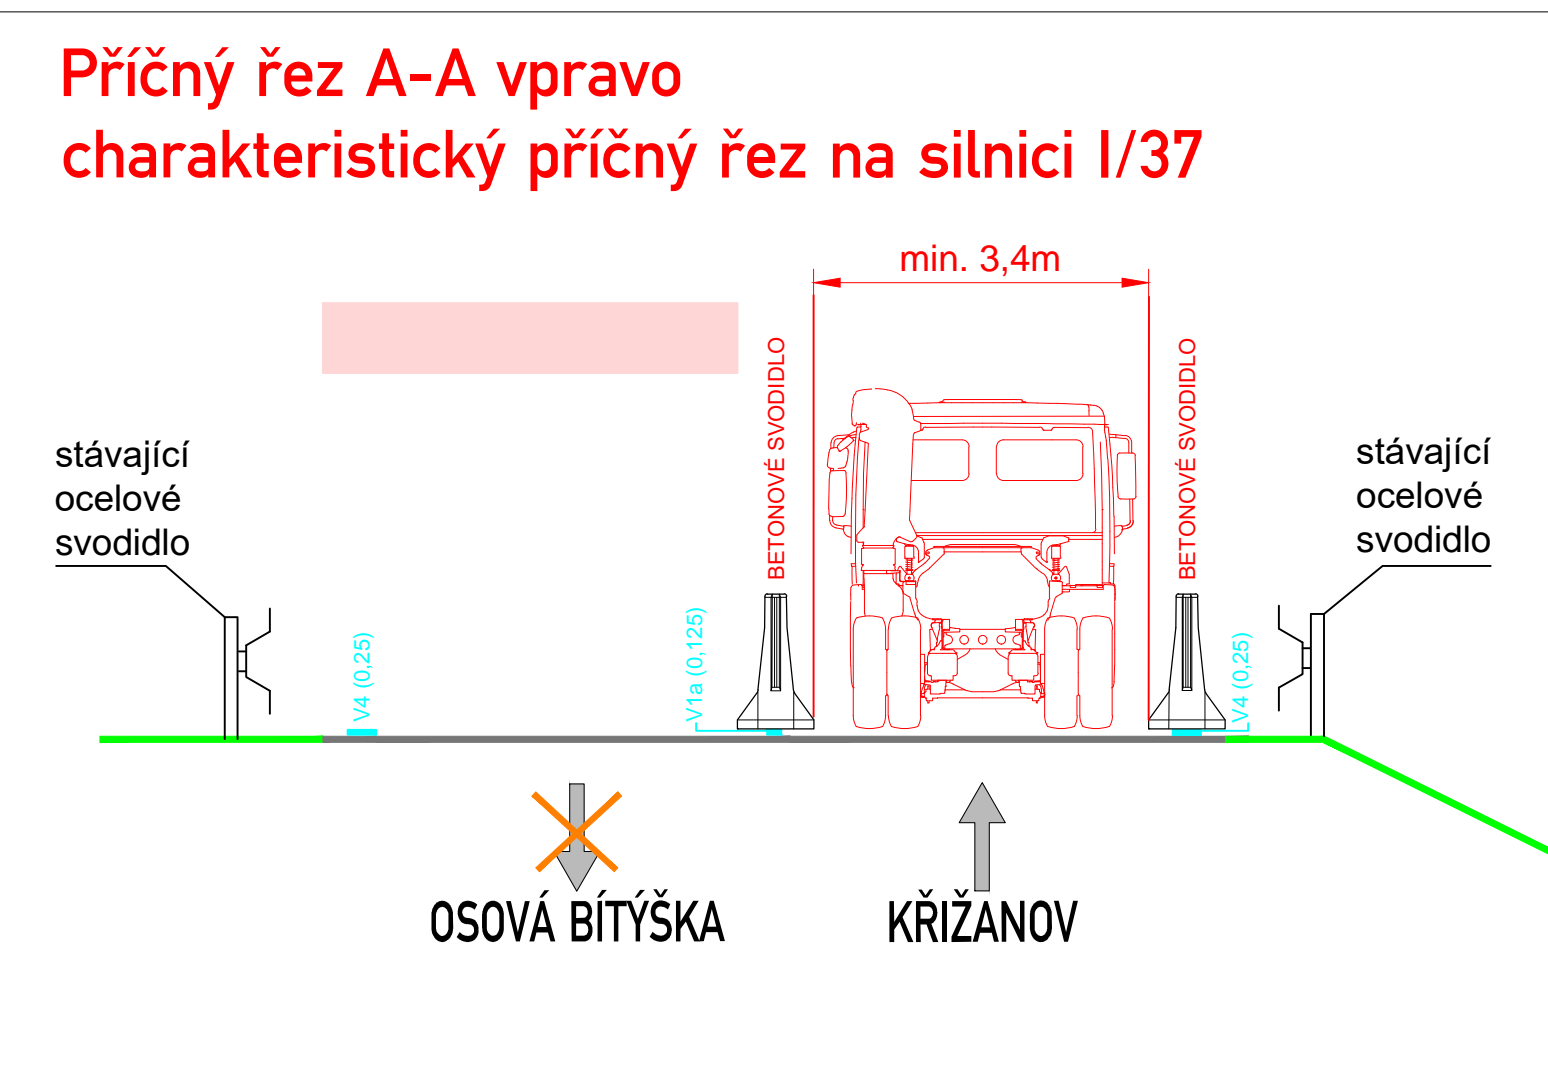 Příčný řez A-A vpravo
charakteristický příčný řez na silnici I/37
min. 3,4m
BETONOVÉ SVODIDLO
BETONOVÉ SVODIDLO
stávající
ocelové
svodidlo
stávající
ocelové
svodidlo
V4 (0,25)
V1a (0,125)
V4 (0,25)
OSOVÁ BÍTÝŠKA
KŘIŽANOV